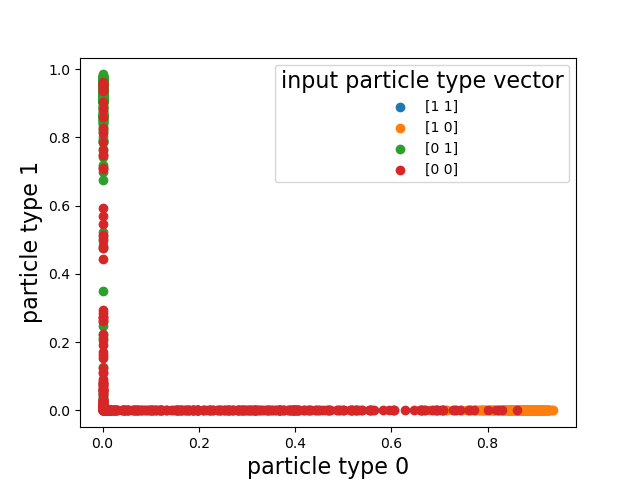 input particle type vector
[1 1]
[1 0]
[0 1]
[0 0]
particle type 1
1.0
0.8
0.6
0.4
0.2
0.0
0.0 0.2 0.4 0.6 0.8
particle type 0